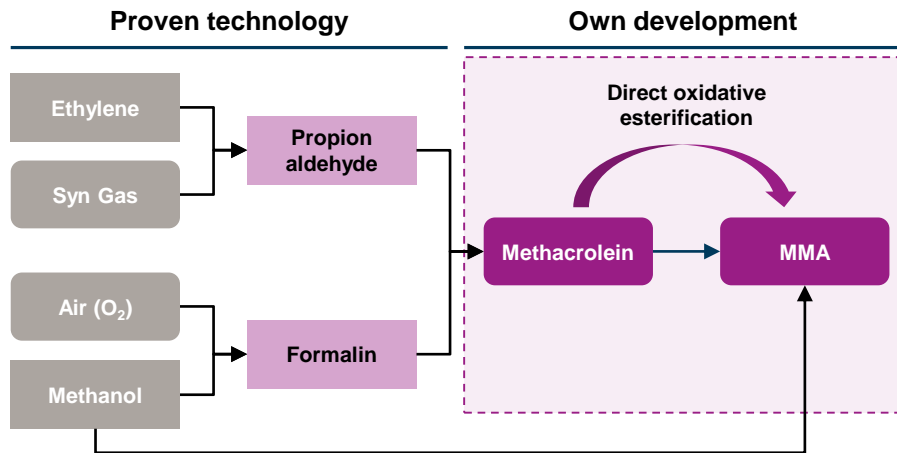 Proven technology
Own development
Ethylene
Syn Gas
Air (O₂)
Methanol
Propion
aldehyde
Formalin
Direct oxidative
esterification
Methacrolein
MMA